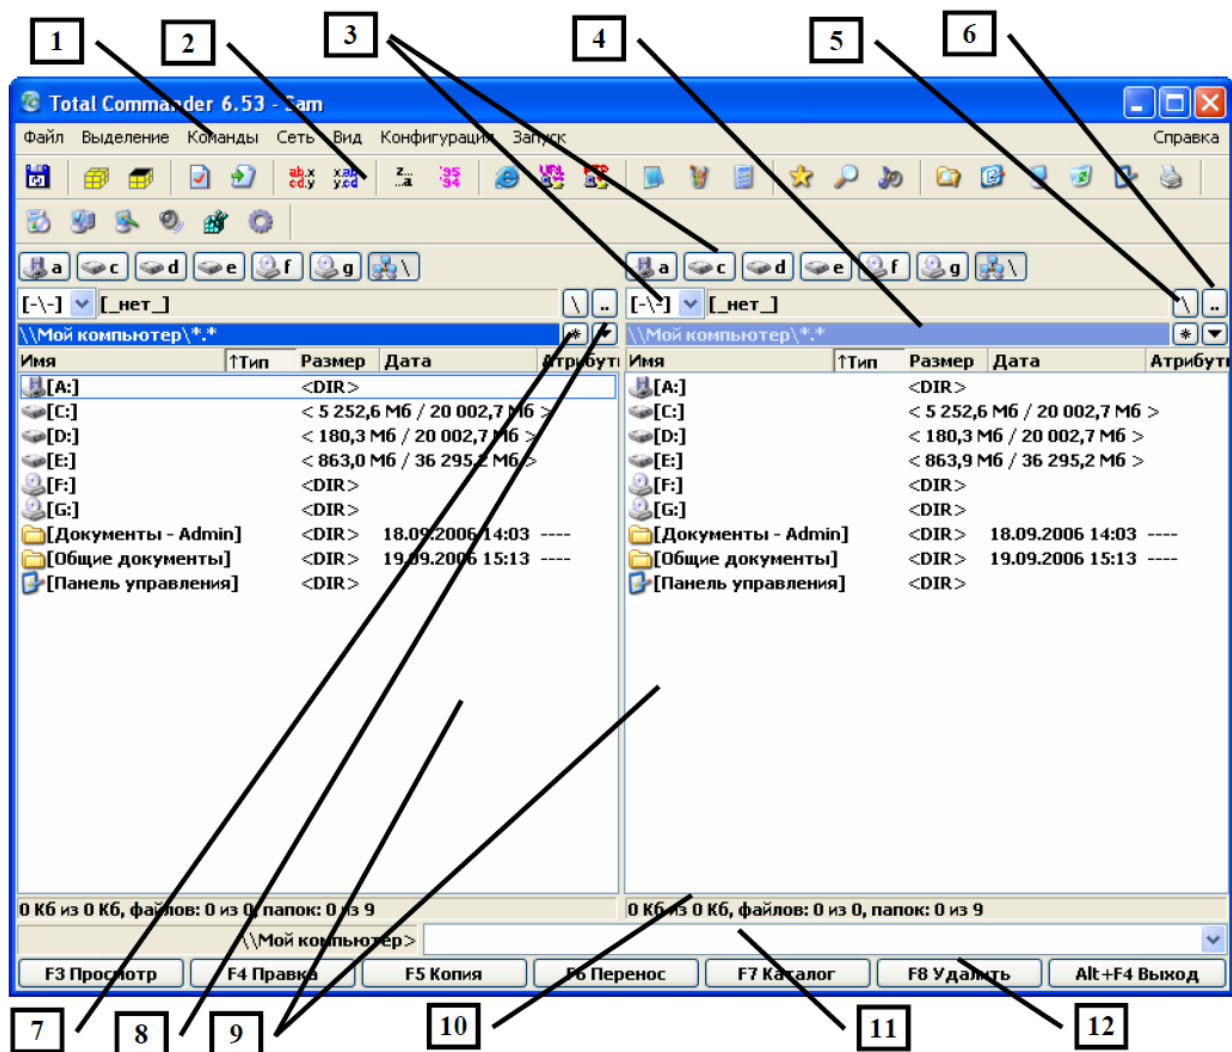 1 2 3 4 5 6
Total Commander 6.53 - Sam
Файл Выделение Команды Сеть Вид Конфигурация Запуск Справка
ab.x cd.y x.ab y.cd z... ...a '95 '94
a c d e f g \ a c d e f g \
[-\-] [_нет_] \ .. [-\-] [_нет_] \ ..
\\Мой компьютер\*.* * \\Мой компьютер\*.* *
Имя ↑Тип Размер Дата Атрибуты Имя ↑Тип Размер Дата Атрибуты
[A:] <DIR> [A:] <DIR>
[C:] < 5 252,6 Мб / 20 002,7 Мб > [C:] < 5 252,6 Мб / 20 002,7 Мб >
[D:] < 180,3 Мб / 20 002,7 Мб > [D:] < 180,3 Мб / 20 002,7 Мб >
[E:] < 863,0 Мб / 36 295,2 Мб > [E:] < 863,9 Мб / 36 295,2 Мб >
[F:] <DIR> [F:] <DIR>
[G:] <DIR> [G:] <DIR>
[Документы - Admin] <DIR> 18.09.2006 14:03 ---- [Документы - Admin] <DIR> 18.09.2006 14:03 ----
[Общие документы] <DIR> 19.09.2006 15:13 ---- [Общие документы] <DIR> 19.09.2006 15:13 ----
[Панель управления] <DIR> [Панель управления] <DIR>
0 Кб из 0 Кб, файлов: 0 из 0, папок: 0 из 9 0 Кб из 0 Кб, файлов: 0 из 0, папок: 0 из 9
\\Мой компьютер>
F3 Просмотр F4 Правка F5 Копия F6 Перенос F7 Каталог F8 Удалить Alt+F4 Выход
7 8 9 10 11 12